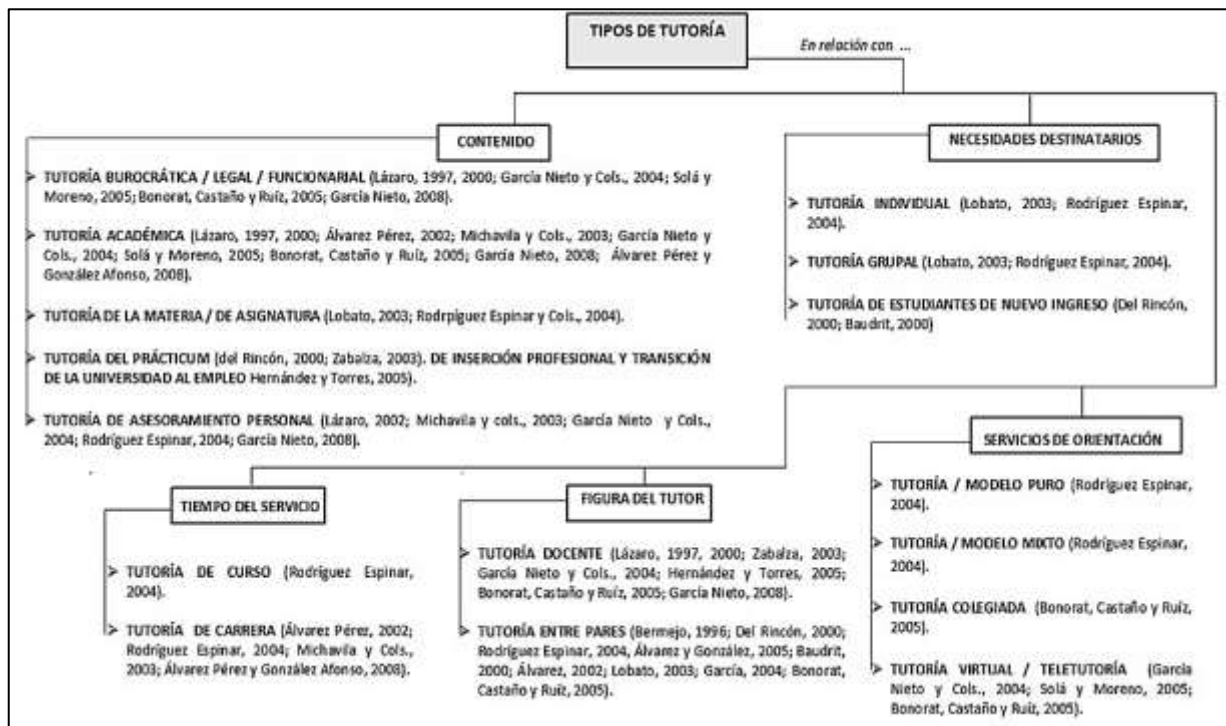 TIPOS DE TUTORÍA
En relación con ...
CONTENIDO
TUTORÍA BUROCRÁTICA / LEGAL / FUNCIONARIAL (Lázaro, 1997, 2000; García Nieto y Cols., 2004; Solá y
Moreno, 2005; Bonorat, Castaño y Ruíz, 2005; García Nieto, 2008).
TUTORÍA ACADÉMICA (Lázaro, 1997, 2000; Álvarez Pérez, 2002; Michavila y Cols., 2003; García Nieto y
Cols., 2004; Solá y Moreno, 2005; Bonorat, Castaño y Ruíz, 2005; García Nieto, 2008; Álvarez Pérez y
González Afonso, 2008).
TUTORÍA DE LA MATERIA / DE ASIGNATURA (Lobato, 2003; Rodrpíguez Espinar y Cols., 2004).
TUTORÍA DEL PRÁCTICUM (del Rincón, 2000; Zabalza, 2003). DE INSERCIÓN PROFESIONAL Y TRANSICIÓN
DE LA UNIVERSIDAD AL EMPLEO Hernández y Torres, 2005).
TUTORÍA DE ASESORAMIENTO PERSONAL (Lázaro, 2002; Michavila y cols., 2003; García Nieto y Cols.,
2004; Rodríguez Espinar, 2004; García Nieto, 2008).
NECESIDADES DESTINATARIOS
TUTORÍA INDIVIDUAL (Lobato, 2003; Rodríguez Espinar,
2004).
TUTORÍA GRUPAL (Lobato, 2003; Rodríguez Espinar, 2004).
TUTORÍA DE ESTUDIANTES DE NUEVO INGRESO (Del Rincón,
2000; Baudrit, 2000)
TIEMPO DEL SERVICIO
TUTORÍA DE CURSO (Rodríguez Espinar,
2004).
TUTORÍA DE CARRERA (Álvarez Pérez, 2002;
Rodríguez Espinar, 2004; Michavila y Cols.,
2003; Álvarez Pérez y González Afonso, 2008).
FIGURA DEL TUTOR
TUTORÍA DOCENTE (Lázaro, 1997, 2000; Zabalza, 2003;
García Nieto y Cols., 2004; Hernández y Torres, 2005;
Bonorat, Castaño y Ruíz, 2005; García Nieto, 2008).
TUTORÍA ENTRE PARES (Bermejo, 1996; Del Rincón, 2000;
Rodríguez Espinar, 2004, Álvarez y González, 2005; Baudrit,
2000; Álvarez, 2002; Lobato, 2003; García, 2004; Bonorat,
Castaño y Ruíz, 2005).
SERVICIOS DE ORIENTACIÓN
TUTORÍA / MODELO PURO (Rodríguez Espinar,
2004).
TUTORÍA / MODELO MIXTO (Rodríguez Espinar,
2004).
TUTORÍA COLEGIADA (Bonorat, Castaño y Ruíz,
2005).
TUTORÍA VIRTUAL / TELETUTORÍA (García
Nieto y Cols., 2004; Solá y Moreno, 2005;
Bonorat, Castaño y Ruíz, 2005).